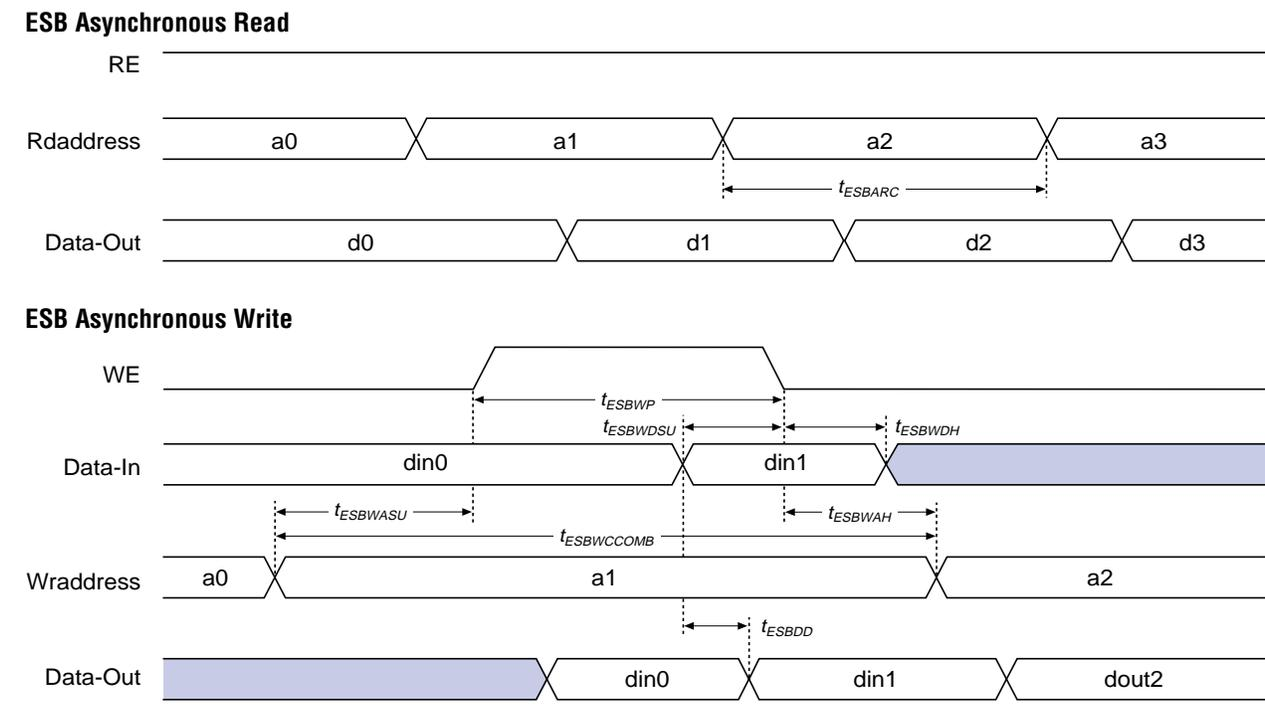 ESB Asynchronous Read
RE
Rdaddress a0 a1 a2 a3
tESBARC
Data-Out d0 d1 d2 d3
ESB Asynchronous Write
WE
tESBWP
tESBWDSU tESBWDH
Data-In din0 din1
tESBWASU tESBWAH
tESBWCCOMB
Wraddress a0 a1 a2
tESBDD
Data-Out din0 din1 dout2